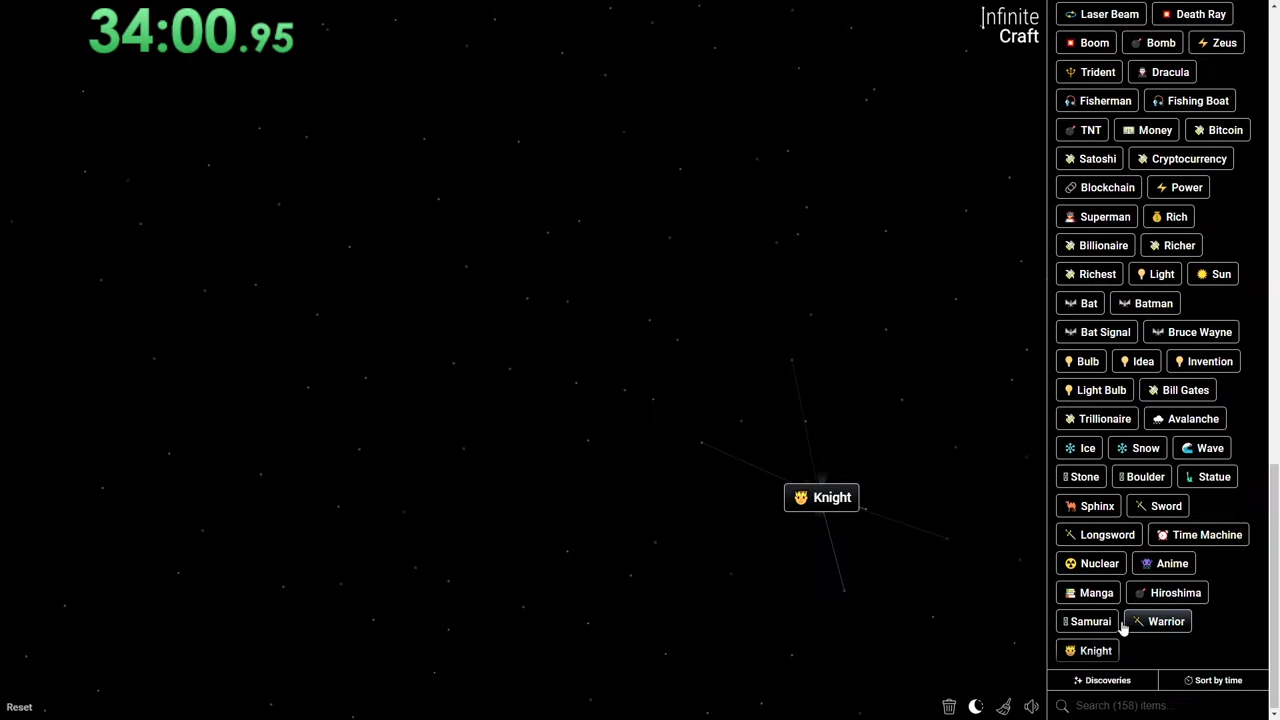 34:00.95
Infinite
Craft
Laser Beam Death Ray
Boom Bomb Zeus
Trident Dracula
Fisherman Fishing Boat
TNT Money Bitcoin
Satoshi Cryptocurrency
Blockchain Power
Superman Rich
Billionaire Richer
Richest Light Sun
Bat Batman
Bat Signal Bruce Wayne
Bulb Idea Invention
Light Bulb Bill Gates
Trillionaire Avalanche
Ice Snow Wave
Stone Boulder Statue
Knight
Sphinx Sword
Longsword Time Machine
Nuclear Anime
Manga Hiroshima
Samurai Warrior
Knight
Discoveries Sort by time
Reset
Search (158) items...